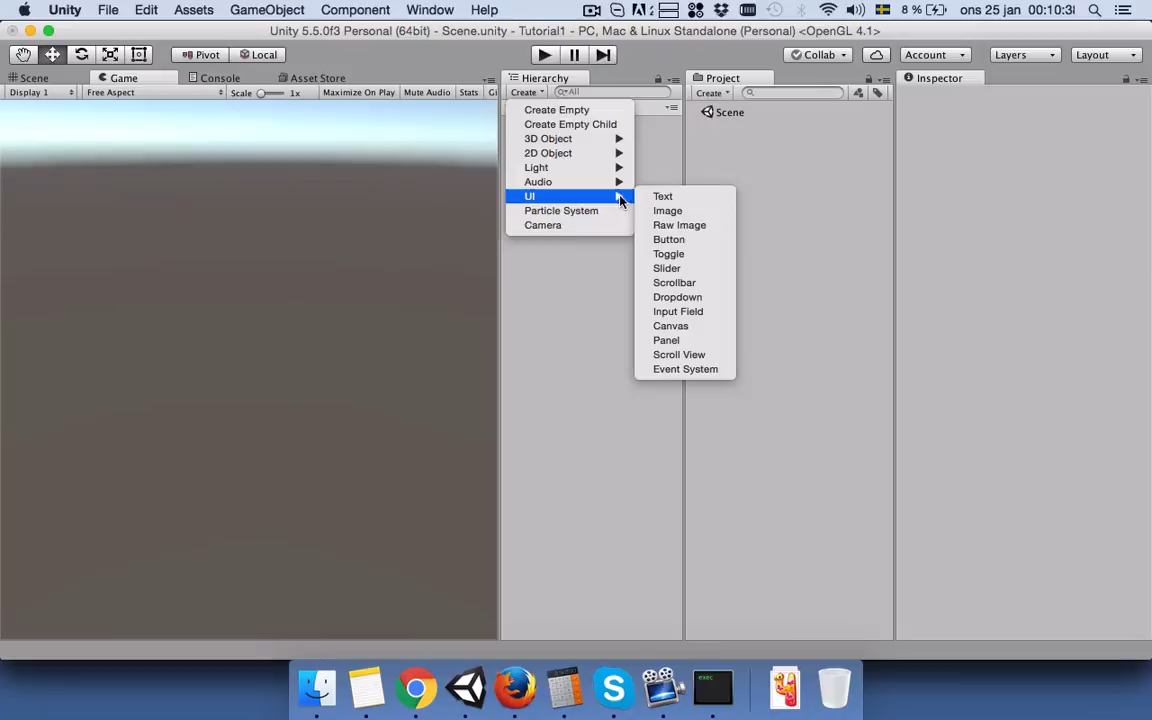 Unity File Edit Assets GameObject Component Window Help 8 % ons 25 jan 00:10:38
Unity 5.5.0f3 Personal (64bit) - Scene.unity - Tutorial1 - PC, Mac & Linux Standalone (Personal) <OpenGL 4.1>
Pivot Local Collab Account Layers Layout
Scene Game Console Asset Store Hierarchy Project Inspector
Display 1 Free Aspect Scale 1x Maximize On Play Mute Audio Stats Gi Create All Create
Create Empty
Scene
Create Empty Child
3D Object
2D Object
Light
Audio
UI
Particle System
Camera
Text
Image
Raw Image
Button
Toggle
Slider
Scrollbar
Dropdown
Input Field
Canvas
Panel
Scroll View
Event System
exec